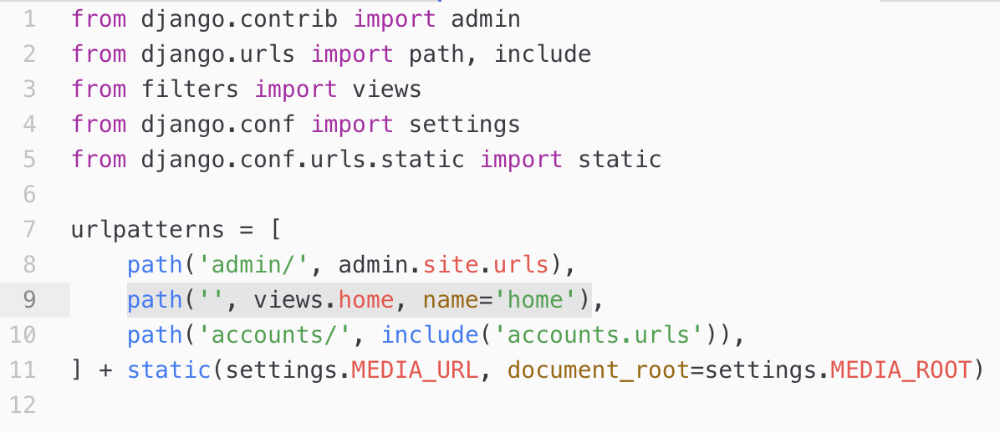 1 from django.contrib import admin
2 from django.urls import path, include
3 from filters import views
4 from django.conf import settings
5 from django.conf.urls.static import static
6
7 urlpatterns = [
8     path('admin/', admin.site.urls),
9     path('', views.home, name='home'),
10     path('accounts/', include('accounts.urls')),
11 ] + static(settings.MEDIA_URL, document_root=settings.MEDIA_ROOT)
12